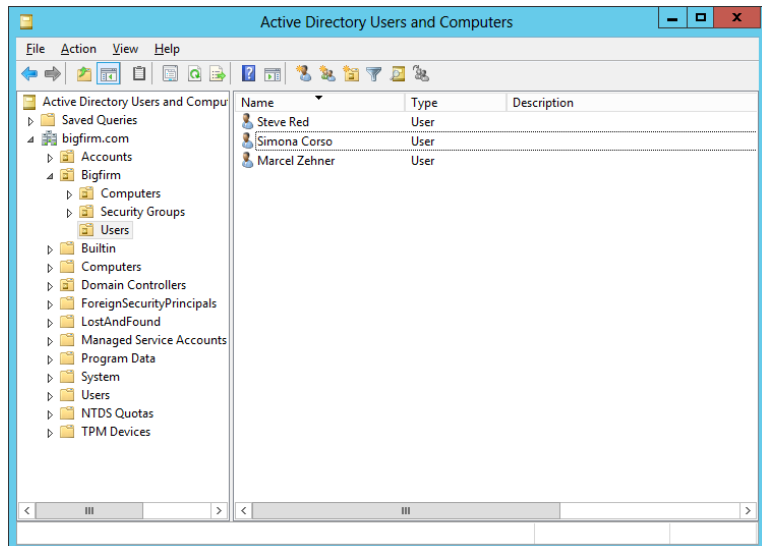 Active Directory Users and Computers
File Action View Help
Active Directory Users and Compu
Saved Queries
bigfirm.com
Accounts
Bigfirm
Computers
Security Groups
Users
Builtin
Computers
Domain Controllers
ForeignSecurityPrincipals
LostAndFound
Managed Service Accounts
Program Data
System
Users
NTDS Quotas
TPM Devices
Name Type Description
Steve Red User
Simona Corso User
Marcel Zehner User